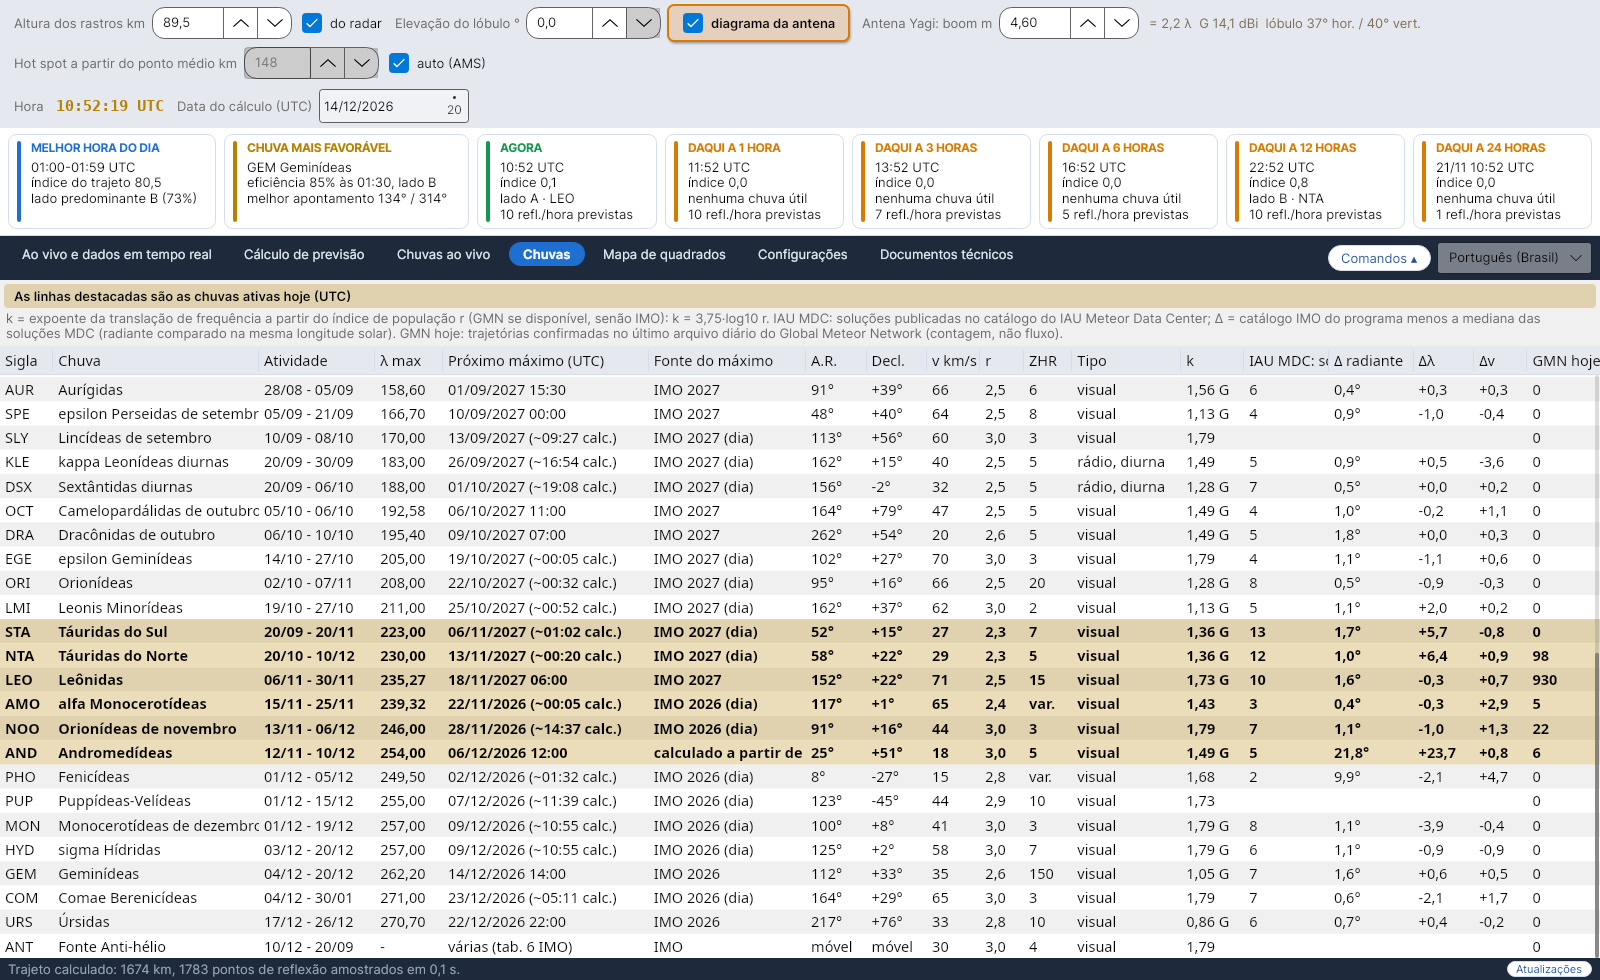 Altura do rastros km 89,5 do radar Elevação do lóbulo ° 0,0 diagrama da antena Antena Yagi: boom m 4,60 = 2,2 λ G 14,1 dBi lóbulo 37° hor. / 40° vert.
Hot spot a partir do ponto médio km 148 auto (AMS)
Hora 10:52:19 UTC Data do cálculo (UTC) 14/12/2026 20
MELHOR HORA DO DIA
01:00-01:59 UTC
índice do trajeto 80,5
lado predominante B (73%)
CHUVA MAIS FAVORÁVEL
GEM Geminídeas
eficiência 85% às 01:30, lado B
melhor apontamento 134° / 314°
AGORA
10:52 UTC
índice 0,1
lado A · LEO
10 refl./hora previstas
DAQUI A 1 HORA
11:52 UTC
índice 0,0
nenhuma chuva útil
10 refl./hora previstas
DAQUI A 3 HORAS
13:52 UTC
índice 0,0
nenhuma chuva útil
7 refl./hora previstas
DAQUI A 6 HORAS
16:52 UTC
índice 0,0
nenhuma chuva útil
5 refl./hora previstas
DAQUI A 12 HORAS
22:52 UTC
índice 0,8
lado B · NTA
10 refl./hora previstas
DAQUI A 24 HORAS
21/11 10:52 UTC
índice 0,0
nenhuma chuva útil
1 refl./hora previstas
Ao vivo e dados em tempo real Cálculo de previsão Chuvas ao vivo Chuvas Mapa de quadrados Configurações Documentos técnicos Comandos ▴ Português (Brasil)
As linhas destacadas são as chuvas ativas hoje (UTC)
k = expoente da translação de frequência a partir do índice de população r (GMN se disponível, senão IMO): k = 3,75·log10 r. IAU MDC: soluções publicadas no catálogo do IAU Meteor Data Center; Δ = catálogo IMO do programa menos a mediana das
soluções MDC (radiante comparado na mesma longitude solar). GMN hoje: trajetórias confirmadas no último arquivo diário do Global Meteor Network (contagem, não fluxo).
Sigla Chuva Atividade λ max Próximo máximo (UTC) Fonte do máximo A.R. Decl. v km/s r ZHR Tipo k IAU MDC: so Δ radiante Δλ Δv GMN hoje
AUR Aurígidas 28/08 - 05/09 158,60 01/09/2027 15:30 IMO 2027 91° +39° 66 2,5 6 visual 1,56 G 6 0,4° +0,3 +0,3 0
SPE epsilon Perseidas de setembr 05/09 - 21/09 166,70 10/09/2027 00:00 IMO 2027 48° +40° 64 2,5 8 visual 1,13 G 4 0,9° -1,0 -0,4 0
SLY Lincídeas de setembro 10/09 - 08/10 170,00 13/09/2027 (~09:27 calc.) IMO 2027 (dia) 113° +56° 60 3,0 3 visual 1,79 0
KLE kappa Leonídeas diurnas 20/09 - 30/09 183,00 26/09/2027 (~16:54 calc.) IMO 2027 (dia) 162° +15° 40 2,5 5 rádio, diurna 1,49 5 0,9° +0,5 -3,6 0
DSX Sextântidas diurnas 20/09 - 06/10 188,00 01/10/2027 (~19:08 calc.) IMO 2027 (dia) 156° -2° 32 2,5 5 rádio, diurna 1,28 G 7 0,5° +0,0 +0,2 0
OCT Camelopardálidas de outubro 05/10 - 06/10 192,58 06/10/2027 11:00 IMO 2027 164° +79° 47 2,5 5 visual 1,49 G 4 1,0° -0,2 +1,1 0
DRA Dracônidas de outubro 06/10 - 10/10 195,40 09/10/2027 07:00 IMO 2027 262° +54° 20 2,6 5 visual 1,49 G 5 1,8° +0,0 +0,3 0
EGE epsilon Geminídeas 14/10 - 27/10 205,00 19/10/2027 (~00:05 calc.) IMO 2027 (dia) 102° +27° 70 3,0 3 visual 1,79 4 1,1° -1,1 +0,6 0
ORI Orionídeas 02/10 - 07/11 208,00 22/10/2027 (~00:32 calc.) IMO 2027 (dia) 95° +16° 66 2,5 20 visual 1,28 G 8 0,5° -0,9 -0,3 0
LMI Leonis Minorídeas 19/10 - 27/10 211,00 25/10/2027 (~00:52 calc.) IMO 2027 (dia) 162° +37° 62 3,0 2 visual 1,13 G 5 1,1° +2,0 +0,2 0
STA Táuridas do Sul 20/09 - 20/11 223,00 06/11/2027 (~01:02 calc.) IMO 2027 (dia) 52° +15° 27 2,3 7 visual 1,36 G 13 1,7° +5,7 -0,8 0
NTA Táuridas do Norte 20/10 - 10/12 230,00 13/11/2027 (~00:20 calc.) IMO 2027 (dia) 58° +22° 29 2,3 5 visual 1,36 G 12 1,0° +6,4 +0,9 98
LEO Leônidas 06/11 - 30/11 235,27 18/11/2027 06:00 IMO 2027 152° +22° 71 2,5 15 visual 1,73 G 10 1,6° -0,3 +0,7 930
AMO alfa Monocerotídeas 15/11 - 25/11 239,32 22/11/2026 (~00:05 calc.) IMO 2026 (dia) 117° +1° 65 2,4 var. visual 1,43 3 0,4° -0,3 +2,9 5
NOO Orionídeas de novembro 13/11 - 06/12 246,00 28/11/2026 (~14:37 calc.) IMO 2026 (dia) 91° +16° 44 3,0 3 visual 1,79 7 1,1° -1,0 +1,3 22
AND Andromedídeas 12/11 - 10/12 254,00 06/12/2026 12:00 calculado a partir de 25° +51° 18 3,0 5 visual 1,49 G 5 21,8° +23,7 +0,8 6
PHO Fenicídeas 01/12 - 05/12 249,50 02/12/2026 (~01:32 calc.) IMO 2026 (dia) 8° -27° 15 2,8 var. visual 1,68 2 9,9° -2,1 +4,7 0
PUP Puppídeas-Velídeas 01/12 - 15/12 255,00 07/12/2026 (~11:39 calc.) IMO 2026 (dia) 123° -45° 44 2,9 10 visual 1,73 0
MON Monocerotídeas de dezembro 01/12 - 19/12 257,00 09/12/2026 (~10:55 calc.) IMO 2026 (dia) 100° +8° 41 3,0 3 visual 1,79 G 8 1,1° -3,9 -0,4 0
HYD sigma Hídridas 03/12 - 20/12 257,00 09/12/2026 (~10:55 calc.) IMO 2026 (dia) 125° +2° 58 3,0 7 visual 1,79 G 6 1,1° -0,9 -0,9 0
GEM Geminídeas 04/12 - 20/12 262,20 14/12/2026 14:00 IMO 2026 112° +33° 35 2,6 150 visual 1,05 G 7 1,6° +0,6 +0,5 0
COM Comae Berenicídeas 04/12 - 30/01 271,00 23/12/2026 (~05:11 calc.) IMO 2026 (dia) 164° +29° 65 3,0 3 visual 1,79 7 0,6° -2,1 +1,7 0
URS Úrsidas 17/12 - 26/12 270,70 22/12/2026 22:00 IMO 2026 217° +76° 33 2,8 10 visual 0,86 G 6 0,7° +0,4 -0,2 0
ANT Fonte Anti-hélio 10/12 - 20/09 - várias (tab. 6 IMO) IMO móvel móvel 30 3,0 4 visual 1,79 0
Trajeto calculado: 1674 km, 1783 pontos de reflexão amostrados em 0,1 s. Atualizações